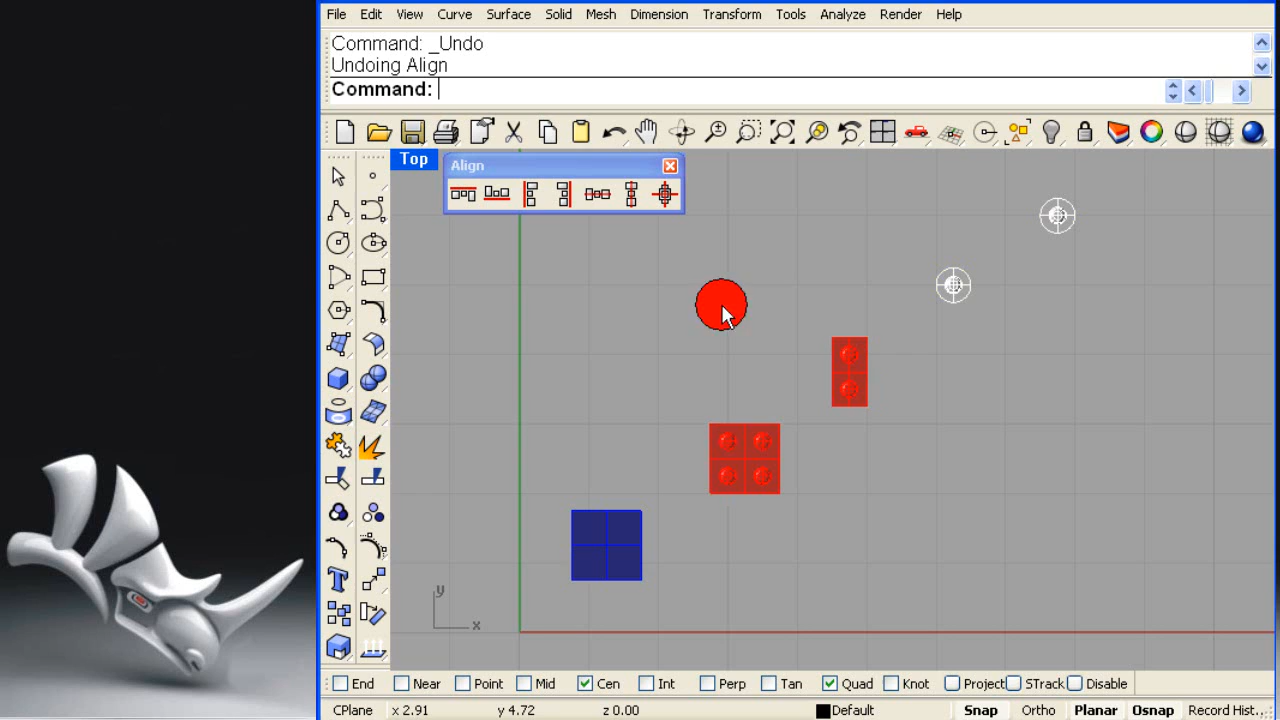 File Edit View Curve Surface Solid Mesh Dimension Transform Tools Analyze Render Help
Command: _Undo
Undoing Align
Command:
Top
Align
y
x
End Near Point Mid Cen Int Perp Tan Quad Knot Project STrack Disable
CPlane x 2.91 y 4.72 z 0.00 Default Snap Ortho Planar Osnap Record Hist...